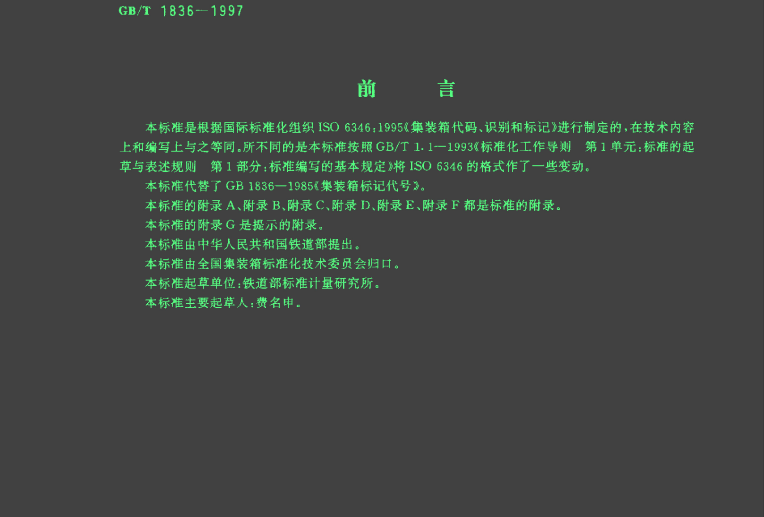 GB/T 1836—1997
前 言
本标准是根据国际标准化组织 ISO 6346:1995《集装箱代码、识别和标记》进行制定的,在技术内容
上和编写上与之等同。所不同的是本标准按照 GB/T 1.1—1993《标准化工作导则 第 1 单元:标准的起
草与表述规则 第 1 部分:标准编写的基本规定》将 ISO 6346 的格式作了一些变动。
本标准代替了 GB 1836—1985《集装箱标记代号》。
本标准的附录 A、附录 B、附录 C、附录 D、附录 E、附录 F 都是标准的附录。
本标准的附录 G 是提示的附录。
本标准由中华人民共和国铁道部提出。
本标准由全国集装箱标准化技术委员会归口。
本标准起草单位:铁道部标准计量研究所。
本标准主要起草人:费名申。